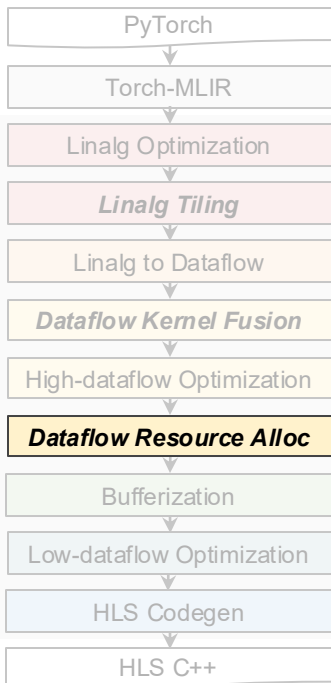 PyTorch
Torch-MLIR
Linalg Optimization
Linalg Tiling
Linalg to Dataflow
Dataflow Kernel Fusion
High-dataflow Optimization
Dataflow Resource Alloc
Bufferization
Low-dataflow Optimization
HLS Codegen
HLS C++